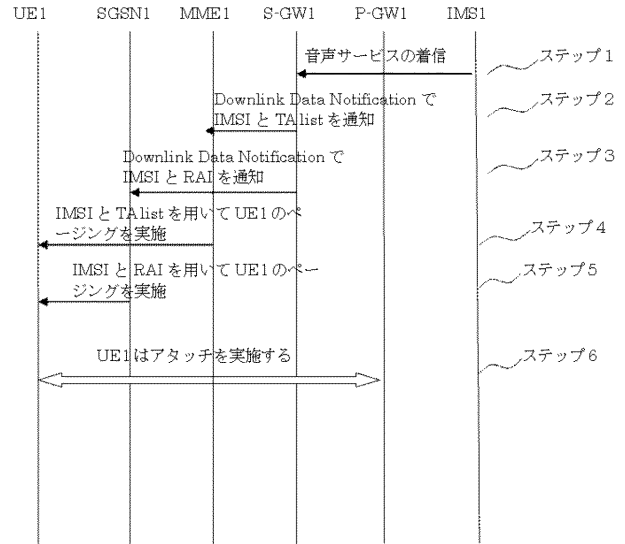 UE1 SGSN1 MME1 S-GW1 P-GW1 IMS1
音声サービスの着信
ステップ1
Downlink Data Notification で
IMSI と TA list を通知
ステップ2
Downlink Data Notification で
IMSI と RAI を通知
ステップ3
IMSI と TA list を用いて UE1 のペ
ージングを実施
ステップ4
IMSI と RAI を用いて UE1 のペー
ジングを実施
ステップ5
UE1 はアタッチを実施する
ステップ6